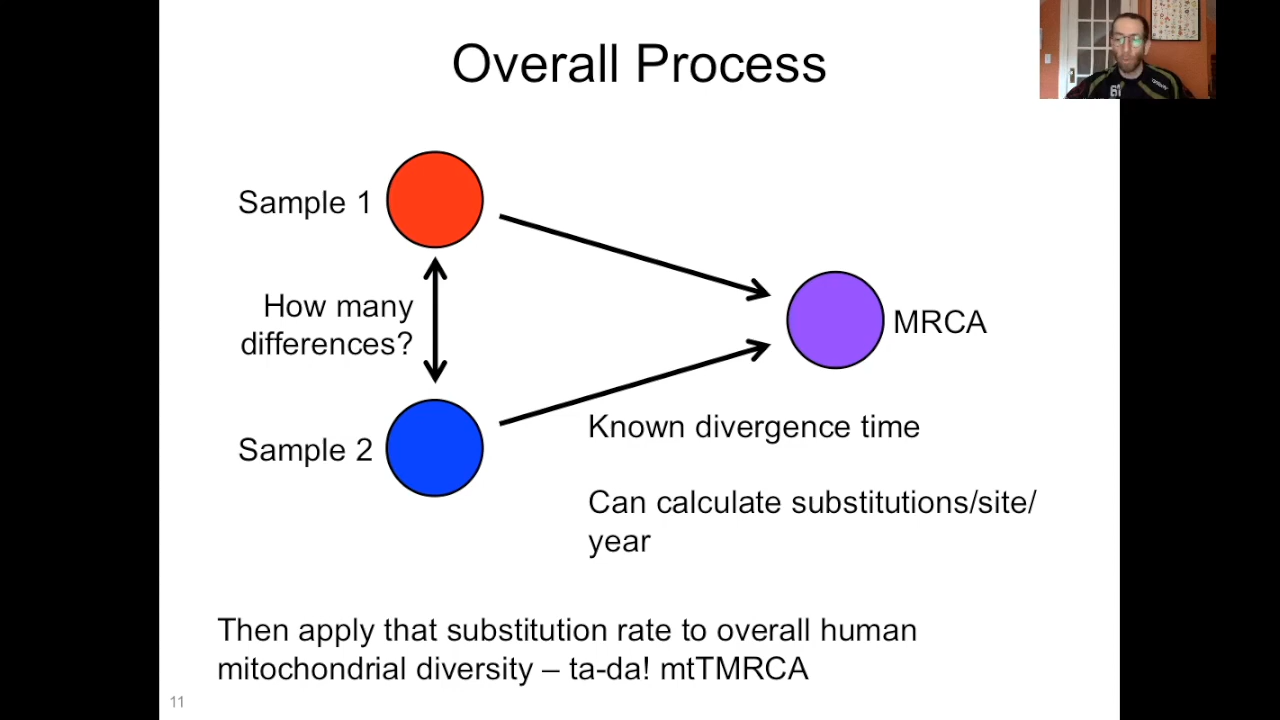 Overall Process
Sample 1
How many
differences?
Sample 2
MRCA
Known divergence time
Can calculate substitutions/site/
year
Then apply that substitution rate to overall human
mitochondrial diversity – ta-da! mtTMRCA
11